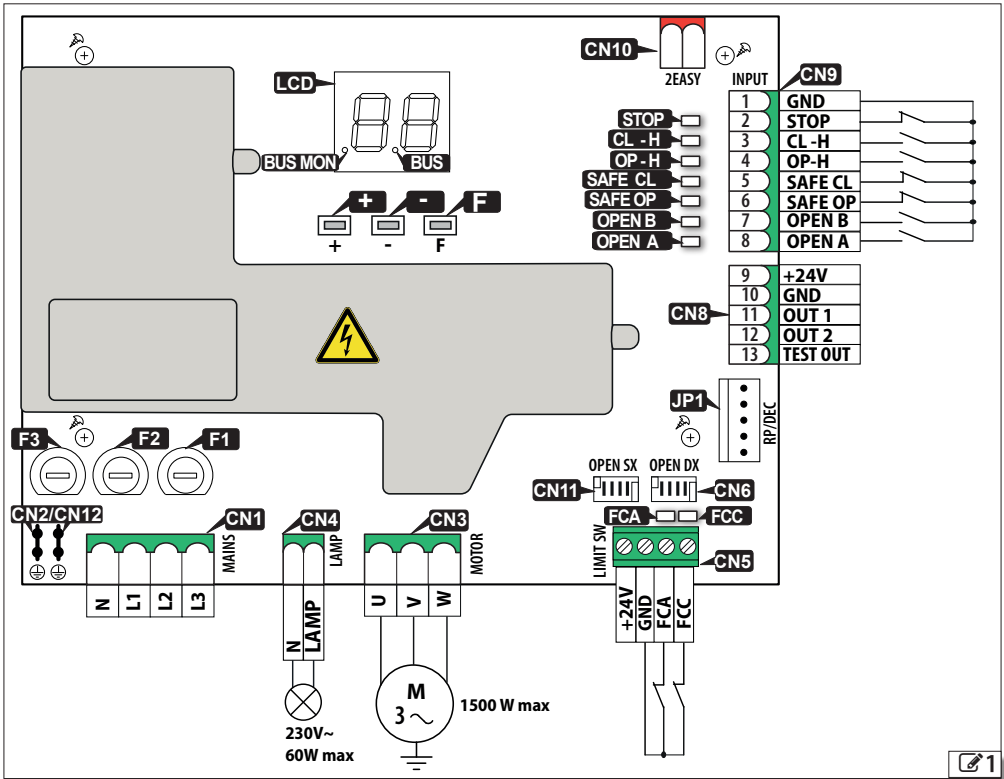 CN10
2EASY
INPUT
CN9
LCD
BUS MON
BUS
+
-
F
+
-
F
STOP
CL - H
OP - H
SAFE CL
SAFE OP
OPEN B
OPEN A
1 GND
2 STOP
3 CL -H
4 OP-H
5 SAFE CL
6 SAFE OP
7 OPEN B
8 OPEN A
CN8
9 +24V
10 GND
11 OUT 1
12 OUT 2
13 TEST OUT
JP1
RP/DEC
F3
F2
F1
OPEN SX
OPEN DX
CN11
CN6
FCA
FCC
CN2/CN12
CN1
MAINS
CN4
LAMP
CN3
MOTOR
LIMIT SW
CN5
N
L1
L2
L3
N
LAMP
U
V
W
+24V
GND
FCA
FCC
M
3 ~
1500 W max
230V~
60W max
1